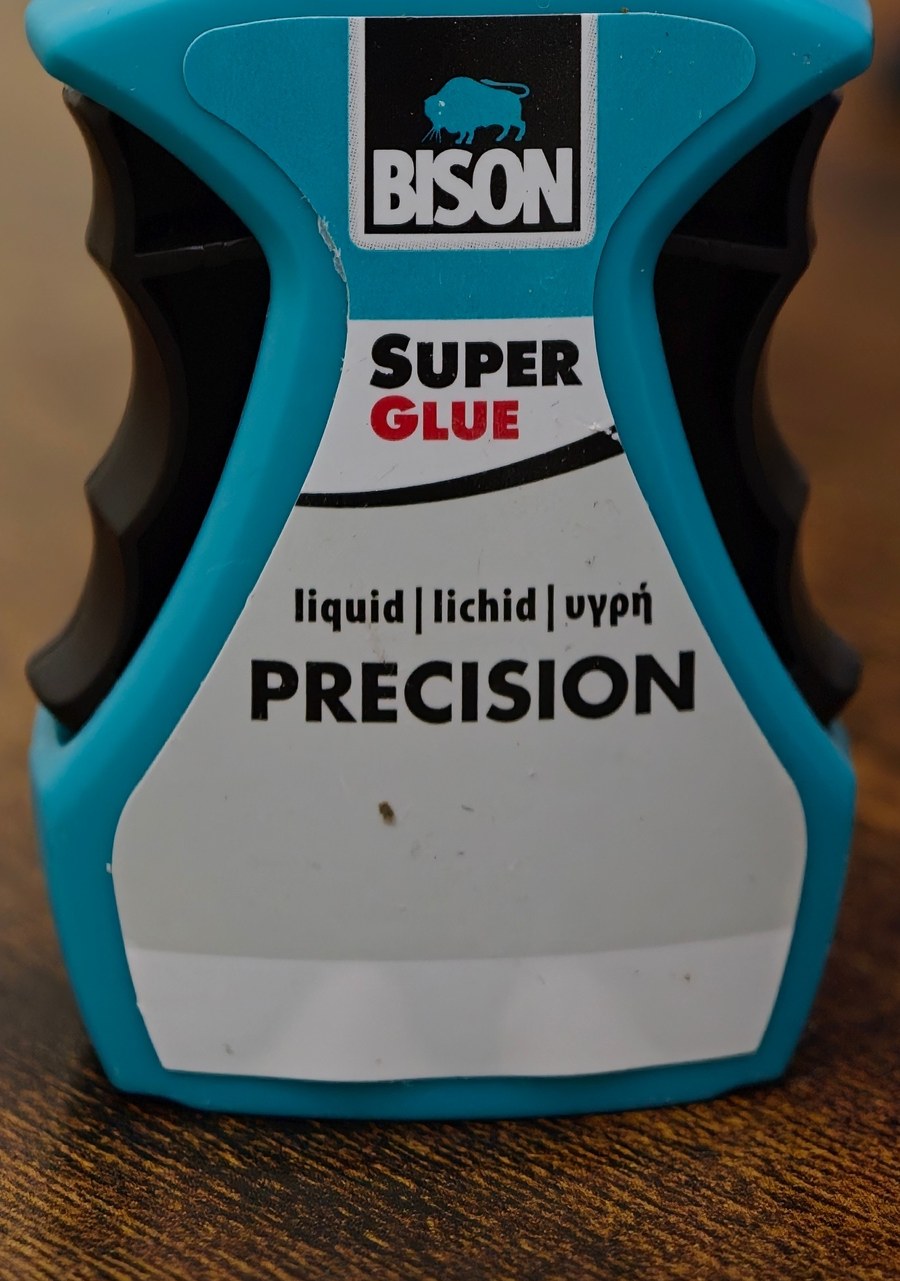 BISON
SUPER
GLUE
liquid | lichid | υγρή
PRECISION